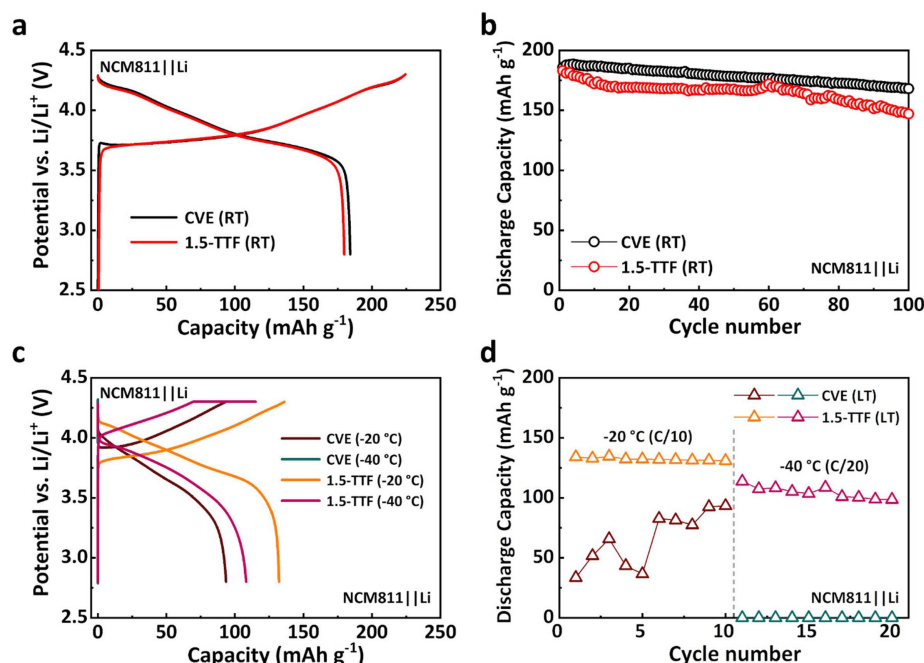 a
NCM811||Li
4.5
4.0
3.5
3.0
2.5
Potential vs. Li/Li⁺ (V)
CVE (RT)
1.5-TTF (RT)
0 50 100 150 200 250
Capacity (mAh g⁻¹)
b
200
150
100
50
0
Discharge Capacity (mAh g⁻¹)
CVE (RT)
1.5-TTF (RT)
NCM811||Li
0 20 40 60 80 100
Cycle number
c
NCM811||Li
4.5
4.0
3.5
3.0
2.5
Potential vs. Li/Li⁺ (V)
CVE (-20 °C)
CVE (-40 °C)
1.5-TTF (-20 °C)
1.5-TTF (-40 °C)
NCM811||Li
0 50 100 150 200 250
Capacity (mAh g⁻¹)
d
200
150
100
50
0
Discharge Capacity (mAh g⁻¹)
CVE (LT)
1.5-TTF (LT)
-20 °C (C/10)
-40 °C (C/20)
NCM811||Li
0 5 10 15 20
Cycle number